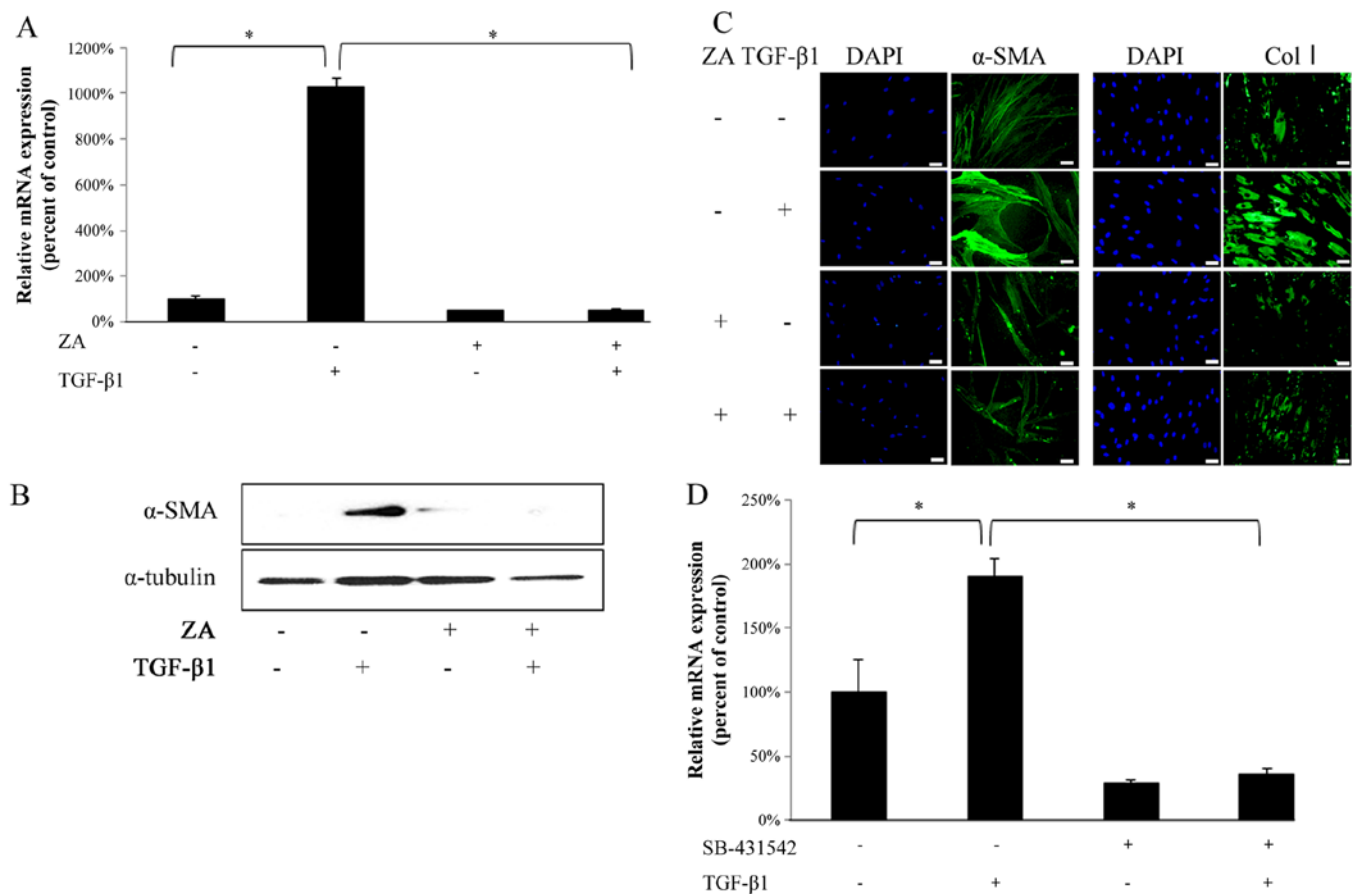 A
Relative mRNA expression
(percent of control)
1200%
1000%
800%
600%
400%
200%
0%
* *
ZA - - + +
TGF-β1 - + - +
B
α-SMA
α-tubulin
ZA - - + +
TGF-β1 - + - +
C
ZA TGF-β1 DAPI α-SMA DAPI Col I
- -
- +
+ -
+ +
D
Relative mRNA expression
(percent of control)
250%
200%
150%
100%
50%
0%
* *
SB-431542 - - + +
TGF-β1 - + - +